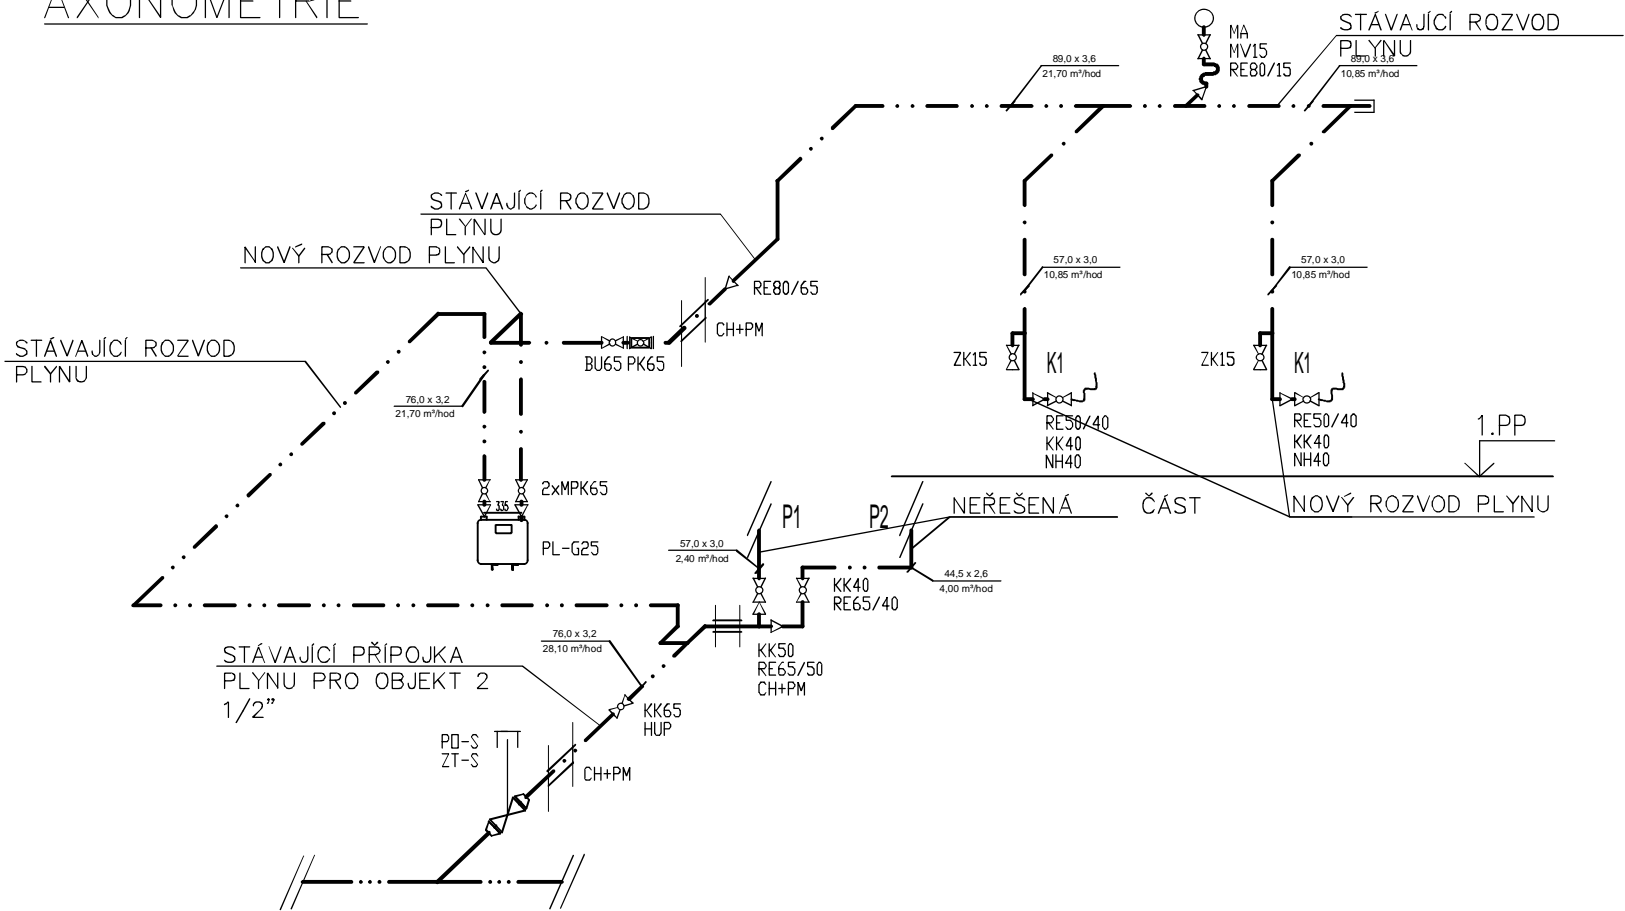 AXONOMETRIE
MA
MV15
RE80/15
STÁVAJÍCÍ ROZVOD
PLYNU
89,0 x 3,6
21,70 m³/hod
89,0 x 3,6
10,85 m³/hod
STÁVAJÍCÍ ROZVOD
PLYNU
NOVÝ ROZVOD PLYNU
RE80/65
CH+PM
57,0 x 3,0
10,85 m³/hod
57,0 x 3,0
10,85 m³/hod
STÁVAJÍCÍ ROZVOD
PLYNU
BU65 PK65
ZK15
K1
ZK15
K1
76,0 x 3,2
21,70 m³/hod
RE50/40
KK40
NH40
RE50/40
KK40
NH40
1.PP
2xMPK65
335
PL-G25
P1
P2
NEŘEŠENÁ ČÁST
NOVÝ ROZVOD PLYNU
57,0 x 3,0
2,40 m³/hod
44,5 x 2,6
4,00 m³/hod
KK40
RE65/40
76,0 x 3,2
28,10 m³/hod
KK50
RE65/50
CH+PM
STÁVAJÍCÍ PŘÍPOJKA
PLYNU PRO OBJEKT 2
1/2"
KK65
HUP
PO-S
ZT-S
CH+PM